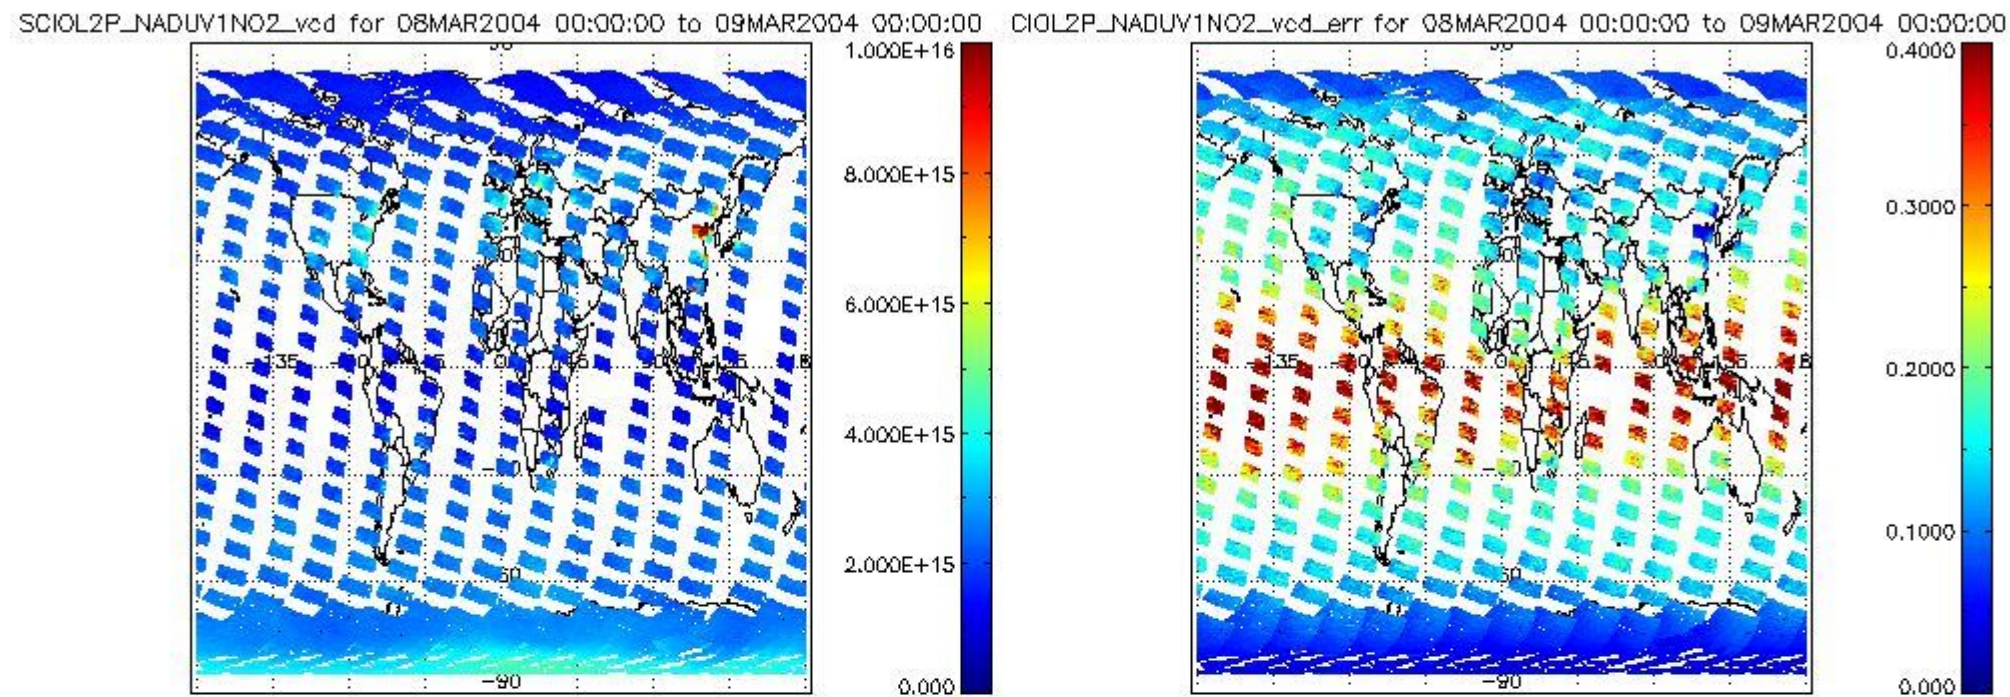 SCIOL2P_NADUV1NO2_vcd for 08MAR2004 00:00:00 to 09MAR2004 00:00:00
1.000E+16
8.000E+15
6.000E+15
4.000E+15
2.000E+15
0.000
-135
-90
CIOL2P_NADUV1NO2_vcd_err for 08MAR2004 00:00:00 to 09MAR2004 00:00:00
0.4000
0.3000
0.2000
0.1000
0.000
-90